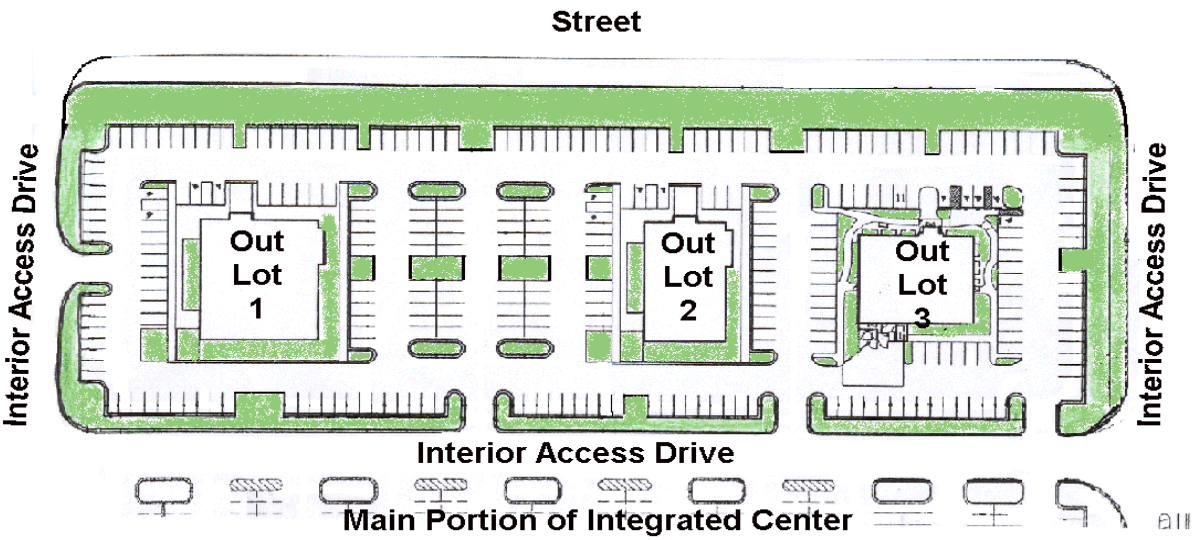 Street
Interior Access Drive
Interior Access Drive
11
Out
Lot
1
Out
Lot
2
Out
Lot
3
Interior Access Drive
Main Portion of Integrated Center